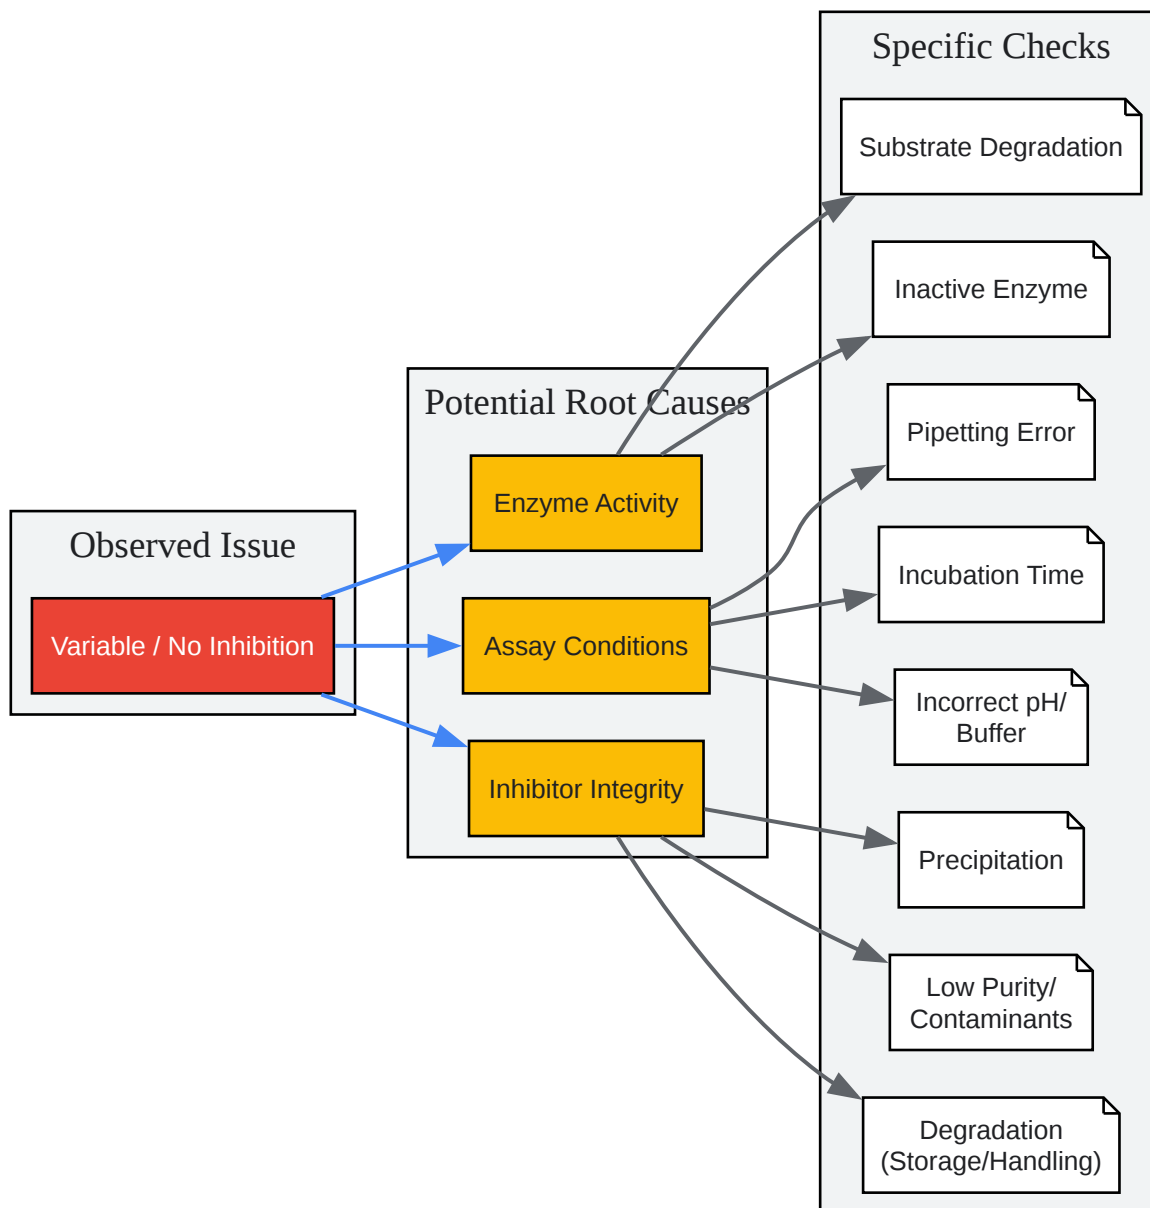 Observed Issue
Variable / No Inhibition
Potential Root Causes
Enzyme Activity
Assay Conditions
Inhibitor Integrity
Specific Checks
Substrate Degradation
Inactive Enzyme
Pipetting Error
Incubation Time
Incorrect pH/
Buffer
Precipitation
Low Purity/
Contaminants
Degradation
(Storage/Handling)